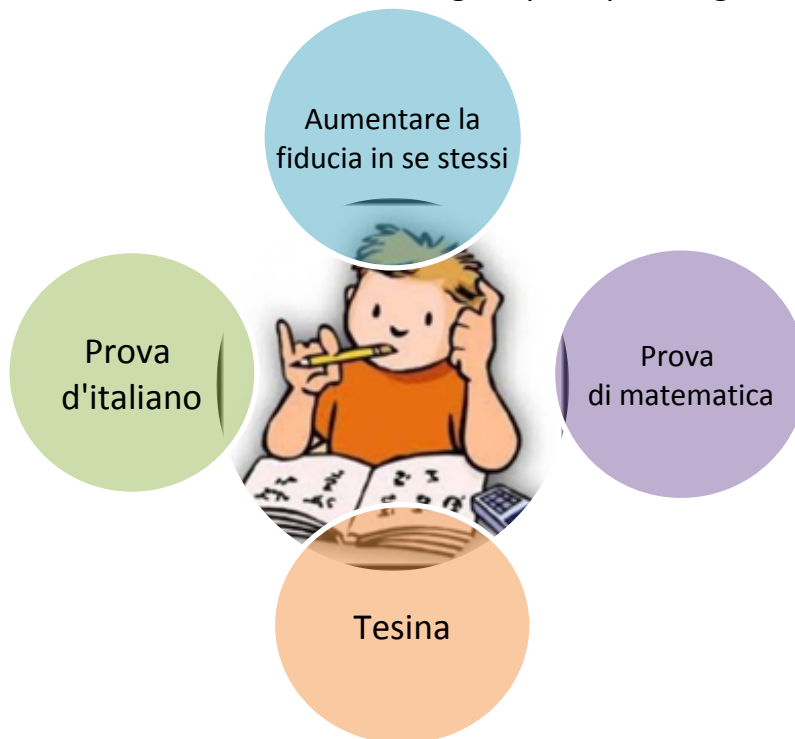 Aumentare la
fiducia in se stessi
Prova
d'italiano
Prova
di matematica
Tesina